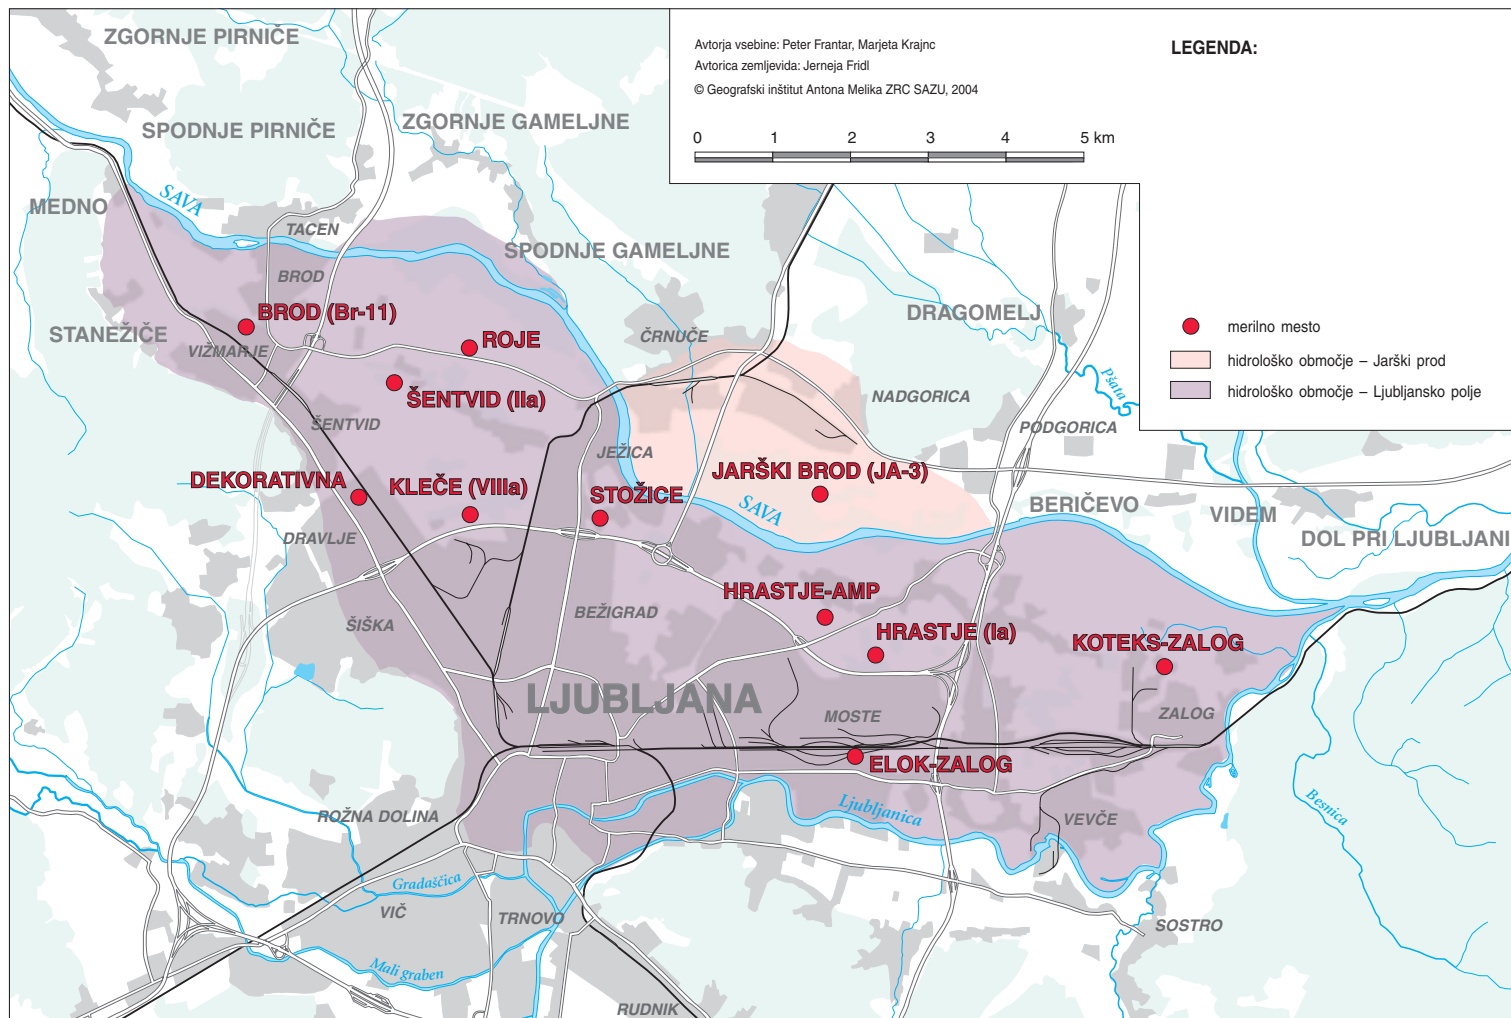 ZGORNJE PIRNIČE
Avtorja vsebine: Peter Frantar, Marjeta Krajnc
Avtorica zemljevida: Jerneja Fridl
© Geografski inštitut Antona Melika ZRC SAZU, 2004
LEGENDA:
0 1 2 3 4 5 km
SPODNJE PIRNIČE
ZGORNJE GAMELJNE
MEDNO
SAVA
TACEN
SPODNJE GAMELJNE
BROD
BROD (Br-11)
STANEŽIČE
VIŽMARJE
ROJE
ČRNUČE
DRAGOMELJ
merilno mesto
hidrološko območje – Jarški prod
hidrološko območje – Ljubljansko polje
Pšata
ŠENTVID (IIa)
ŠENTVID
NADGORICA
PODGORICA
JEŽICA
DEKORATIVNA
KLEČE (VIIIa)
STOŽICE
JARŠKI BROD (JA-3)
SAVA
BERIČEVO
VIDEM
DOL PRI LJUBLJANI
DRAVLJE
HRASTJE-AMP
BEŽIGRAD
ŠIŠKA
HRASTJE (Ia)
KOTEKS-ZALOG
LJUBLJANA
MOSTE
ZALOG
ELOK-ZALOG
Ljubljanica
VEVČE
Besnica
ROŽNA DOLINA
Gradaščica
VIČ
TRNOVO
SOSTRO
Mali graben
RUDNIK